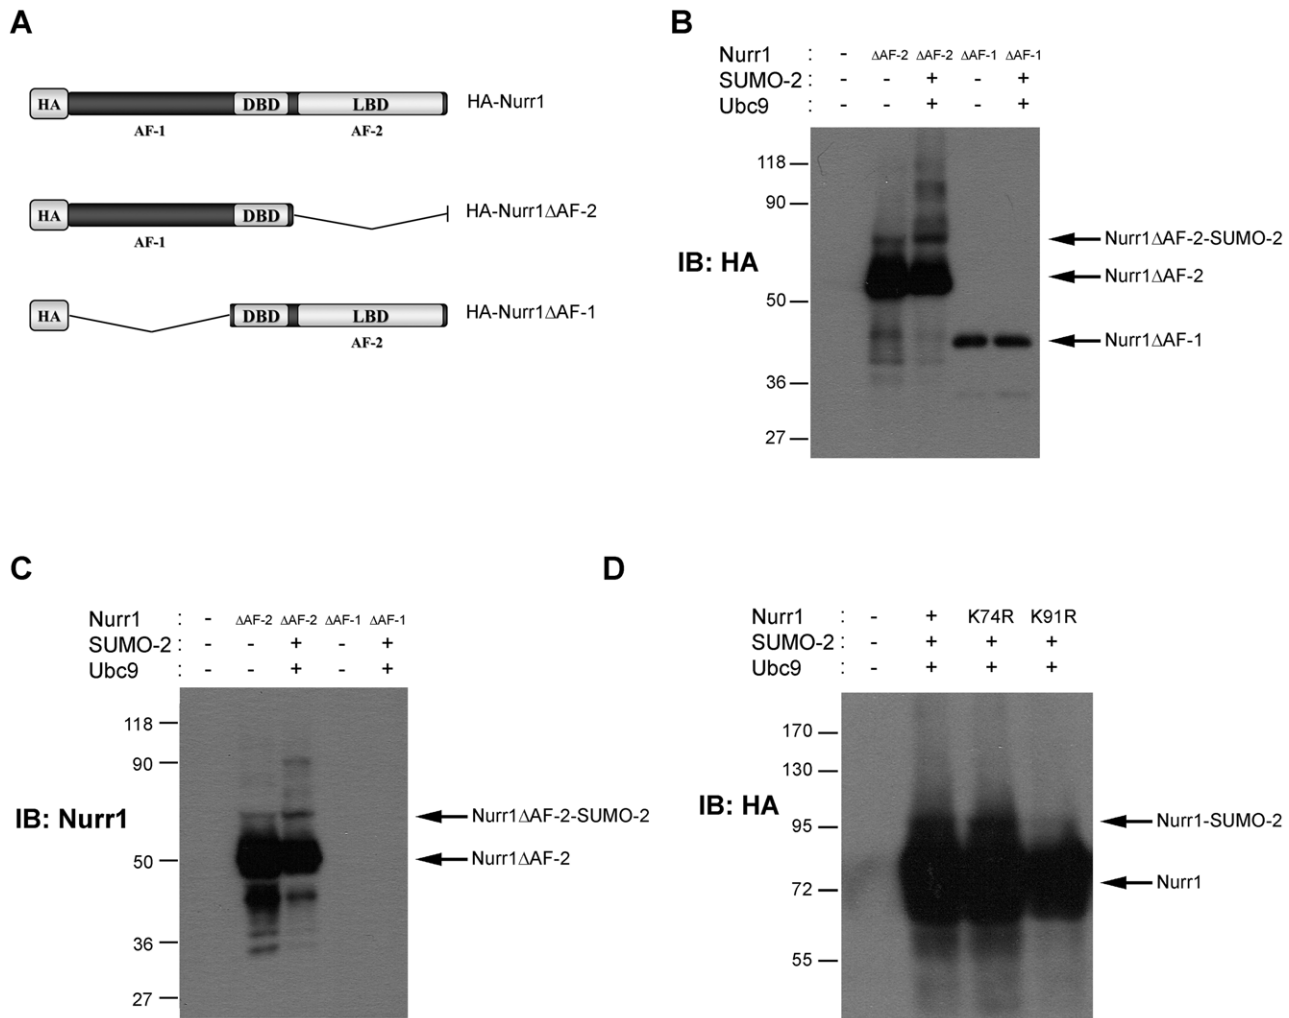 A
HA DBD LBD HA-Nurr1
AF-1 AF-2
HA DBD HA-Nurr1ΔAF-2
AF-1
HA DBD LBD HA-Nurr1ΔAF-1
AF-2
B
Nurr1 : - ΔAF-2 ΔAF-2 ΔAF-1 ΔAF-1
SUMO-2 : - - + - +
Ubc9 : - - + - +
118
90
Nurr1ΔAF-2-SUMO-2
IB: HA
Nurr1ΔAF-2
50
Nurr1ΔAF-1
36
27
C
Nurr1 : - ΔAF-2 ΔAF-2 ΔAF-1 ΔAF-1
SUMO-2 : - - + - +
Ubc9 : - - + - +
118
90
IB: Nurr1
Nurr1ΔAF-2-SUMO-2
50
Nurr1ΔAF-2
36
27
D
Nurr1 : - + K74R K91R
SUMO-2 : - + + +
Ubc9 : - + + +
170
130
IB: HA
95
Nurr1-SUMO-2
72
Nurr1
55